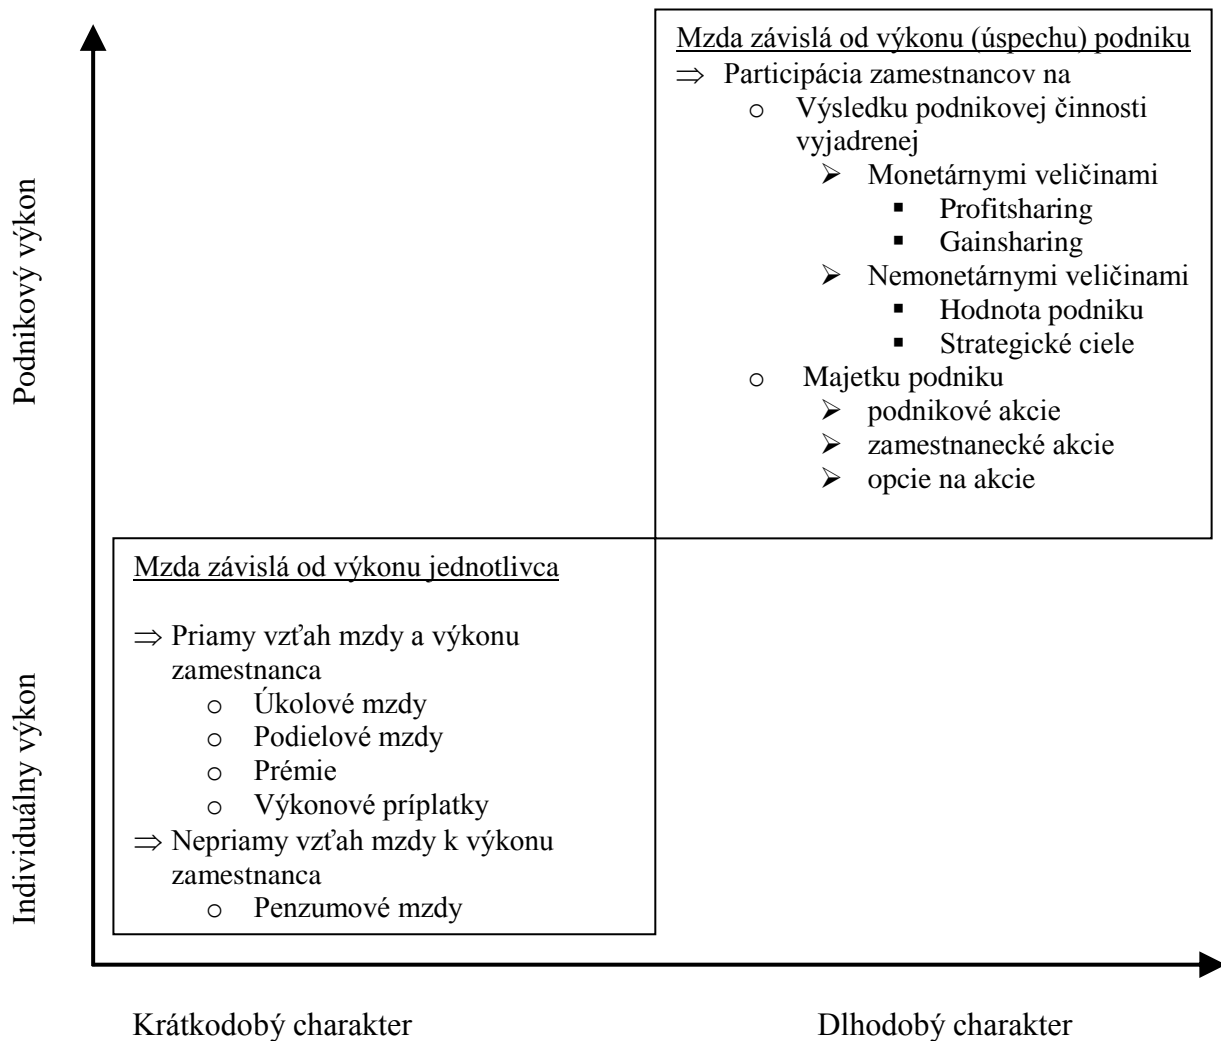 Mzda závislá od výkonu (úspechu) podniku
⇒ Participácia zamestnancov na
o Výsledku podnikovej činnosti
vyjadrenej
➢ Monetárnymi veličinami
▪ Profitsharing
▪ Gainsharing
➢ Nemonetárnymi veličinami
▪ Hodnota podniku
▪ Strategické ciele
o Majetku podniku
➢ podnikové akcie
➢ zamestnanecké akcie
➢ opcie na akcie
Podnikový výkon
Mzda závislá od výkonu jednotlivca
⇒ Priamy vzťah mzdy a výkonu
zamestnanca
o Úkolové mzdy
o Podielové mzdy
o Prémie
o Výkonové príplatky
⇒ Nepriamy vzťah mzdy k výkonu
zamestnanca
o Penzumové mzdy
Individuálny výkon
Krátkodobý charakter
Dlhodobý charakter